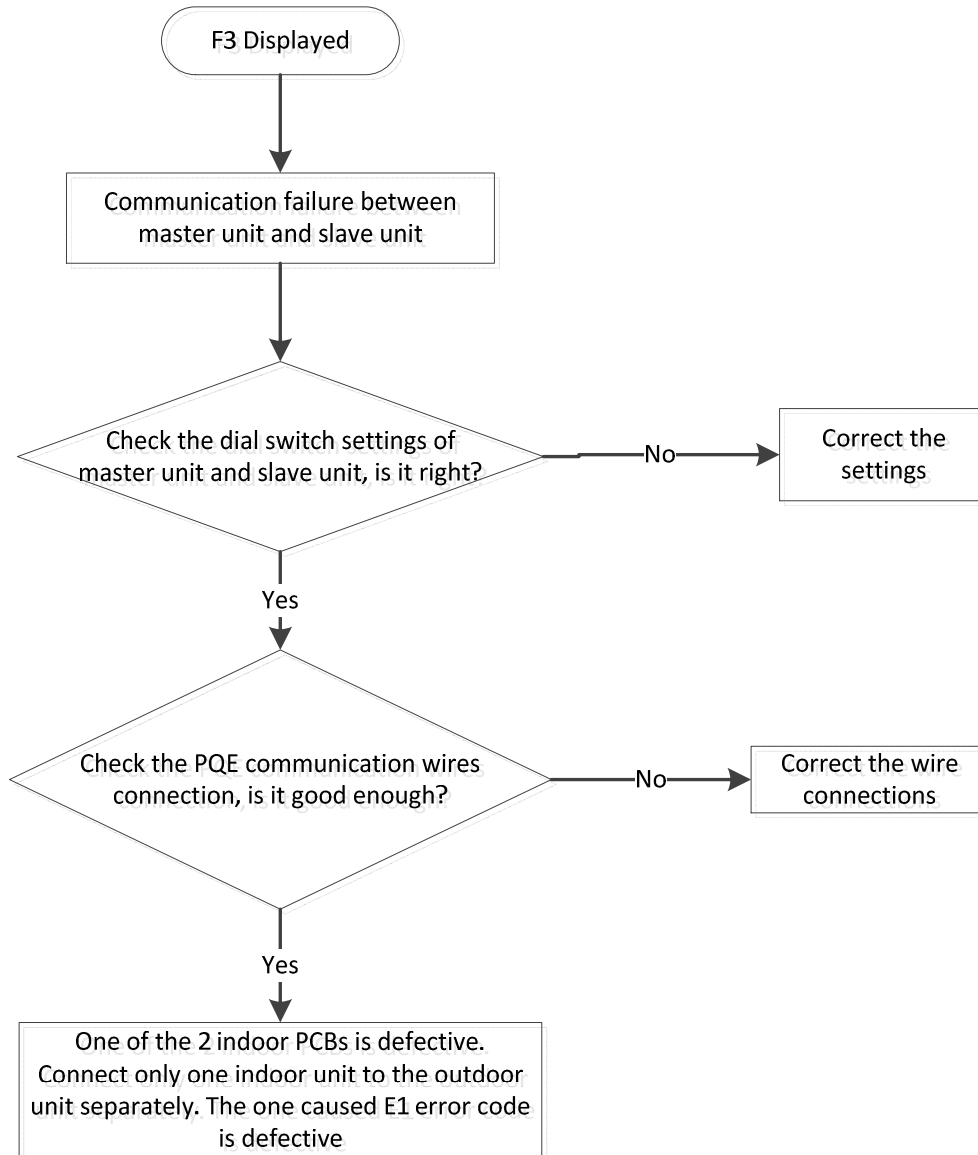 F3 Displayed
Communication failure between
master unit and slave unit
Check the dial switch settings of
master unit and slave unit, is it right?
No
Correct the
settings
Yes
Check the PQE communication wires
connection, is it good enough?
No
Correct the wire
connections
Yes
One of the 2 indoor PCBs is defective.
Connect only one indoor unit to the outdoor
unit separately. The one caused E1 error code
is defective